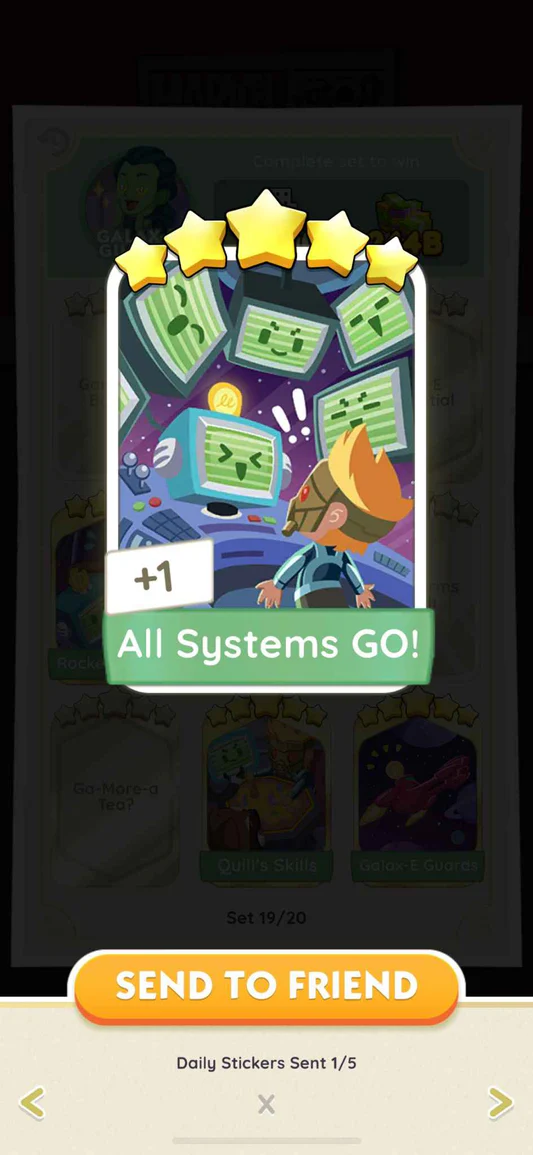 Complete set to win
+1
All Systems GO!
Ga-More-a
Tea?
Quill's Skills
Galax-E Guards
Set 19/20
SEND TO FRIEND
Daily Stickers Sent 1/5
X